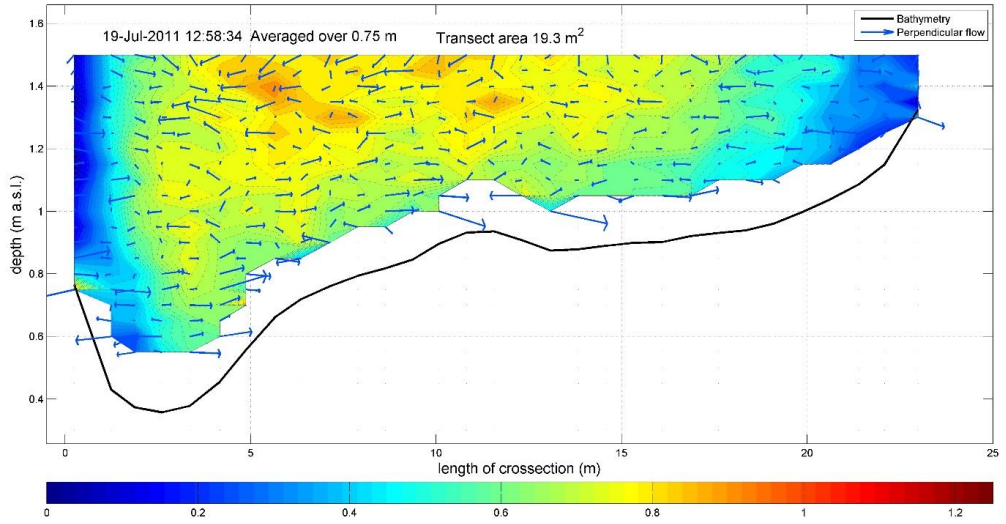 19-Jul-2011 12:58:34 Averaged over 0.75 m
Transect area 19.3 m²
Bathymetry
Perpendicular flow
depth (m a.s.l.)
1.6
1.4
1.2
1
0.8
0.6
0.4
0 5 10 15 20 25
length of crossection (m)
0 0.2 0.4 0.6 0.8 1 1.2